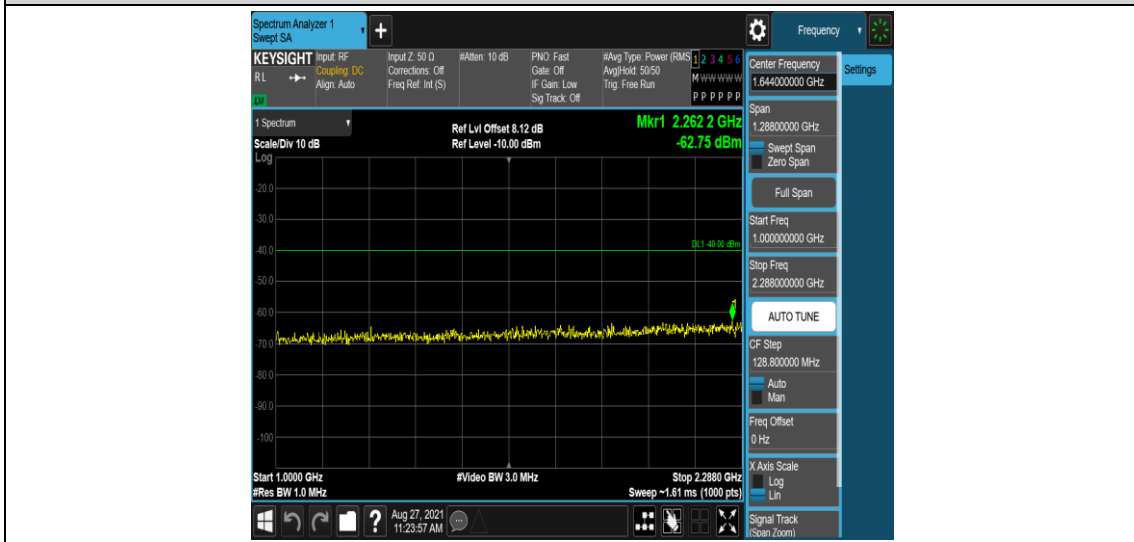 Spectrum Analyzer 1
Swept SA
+
Frequency
KEYSIGHT
RL
Input: RF
Coupling: DC
Align: Auto
Input Z: 50 Ω
Corrections: Off
Freq Ref: Int (S)
#Atten: 10 dB
PNO: Fast
Gate: Off
IF Gain: Low
Sig Track: Off
#Avg Type: Power (RMS
Avg|Hold: 50/50
Trig: Free Run
1 2 3 4 5 6
M W W W W W
P P P P P P
1 Spectrum
Scale/Div 10 dB
Log
Ref Lvl Offset 8.12 dB
Ref Level -10.00 dBm
Mkr1 2.262 2 GHz
-62.75 dBm
-20.0
-30.0
-40.0
DL1 -40.00 dBm
-50.0
-60.0
-70.0
-80.0
-90.0
-100
Start 1.0000 GHz
#Res BW 1.0 MHz
#Video BW 3.0 MHz
Stop 2.2880 GHz
Sweep ~1.61 ms (1000 pts)
?
Aug 27, 2021
11:23:57 AM
Center Frequency
1.644000000 GHz
Settings
Span
1.28800000 GHz
Swept Span
Zero Span
Full Span
Start Freq
1.000000000 GHz
Stop Freq
2.288000000 GHz
AUTO TUNE
CF Step
128.800000 MHz
Auto
Man
Freq Offset
0 Hz
X Axis Scale
Log
Lin
Signal Track
(Span Zoom)